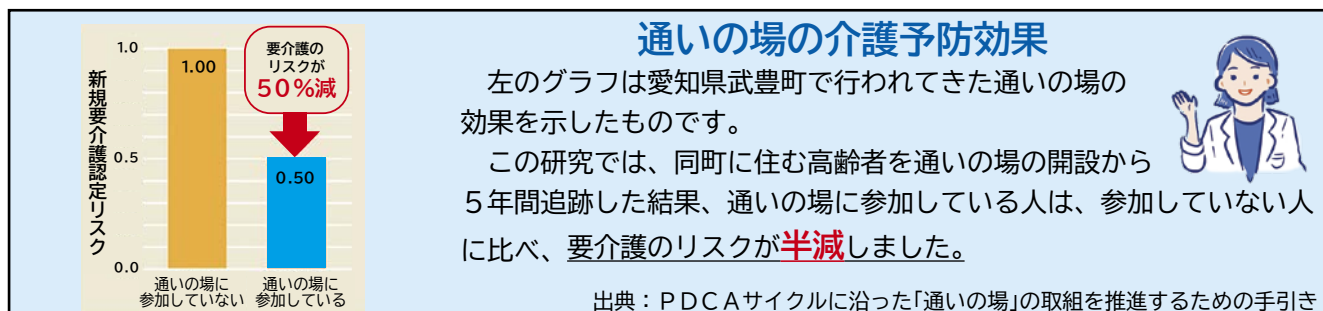 通いの場の介護予防効果
新規要介護認定リスク
1.0
0.5
0.0
1.00
0.50
要介護の
リスクが
50%減
通いの場に
参加していない
通いの場に
参加している
左のグラフは愛知県武豊町で行われてきた通いの場の
効果を示したものです。
この研究では、同町に住む高齢者を通いの場の開設から
５年間追跡した結果、通いの場に参加している人は、参加していない人
に比べ、要介護のリスクが半減しました。
出典：ＰＤＣＡサイクルに沿った「通いの場」の取組を推進するための手引き